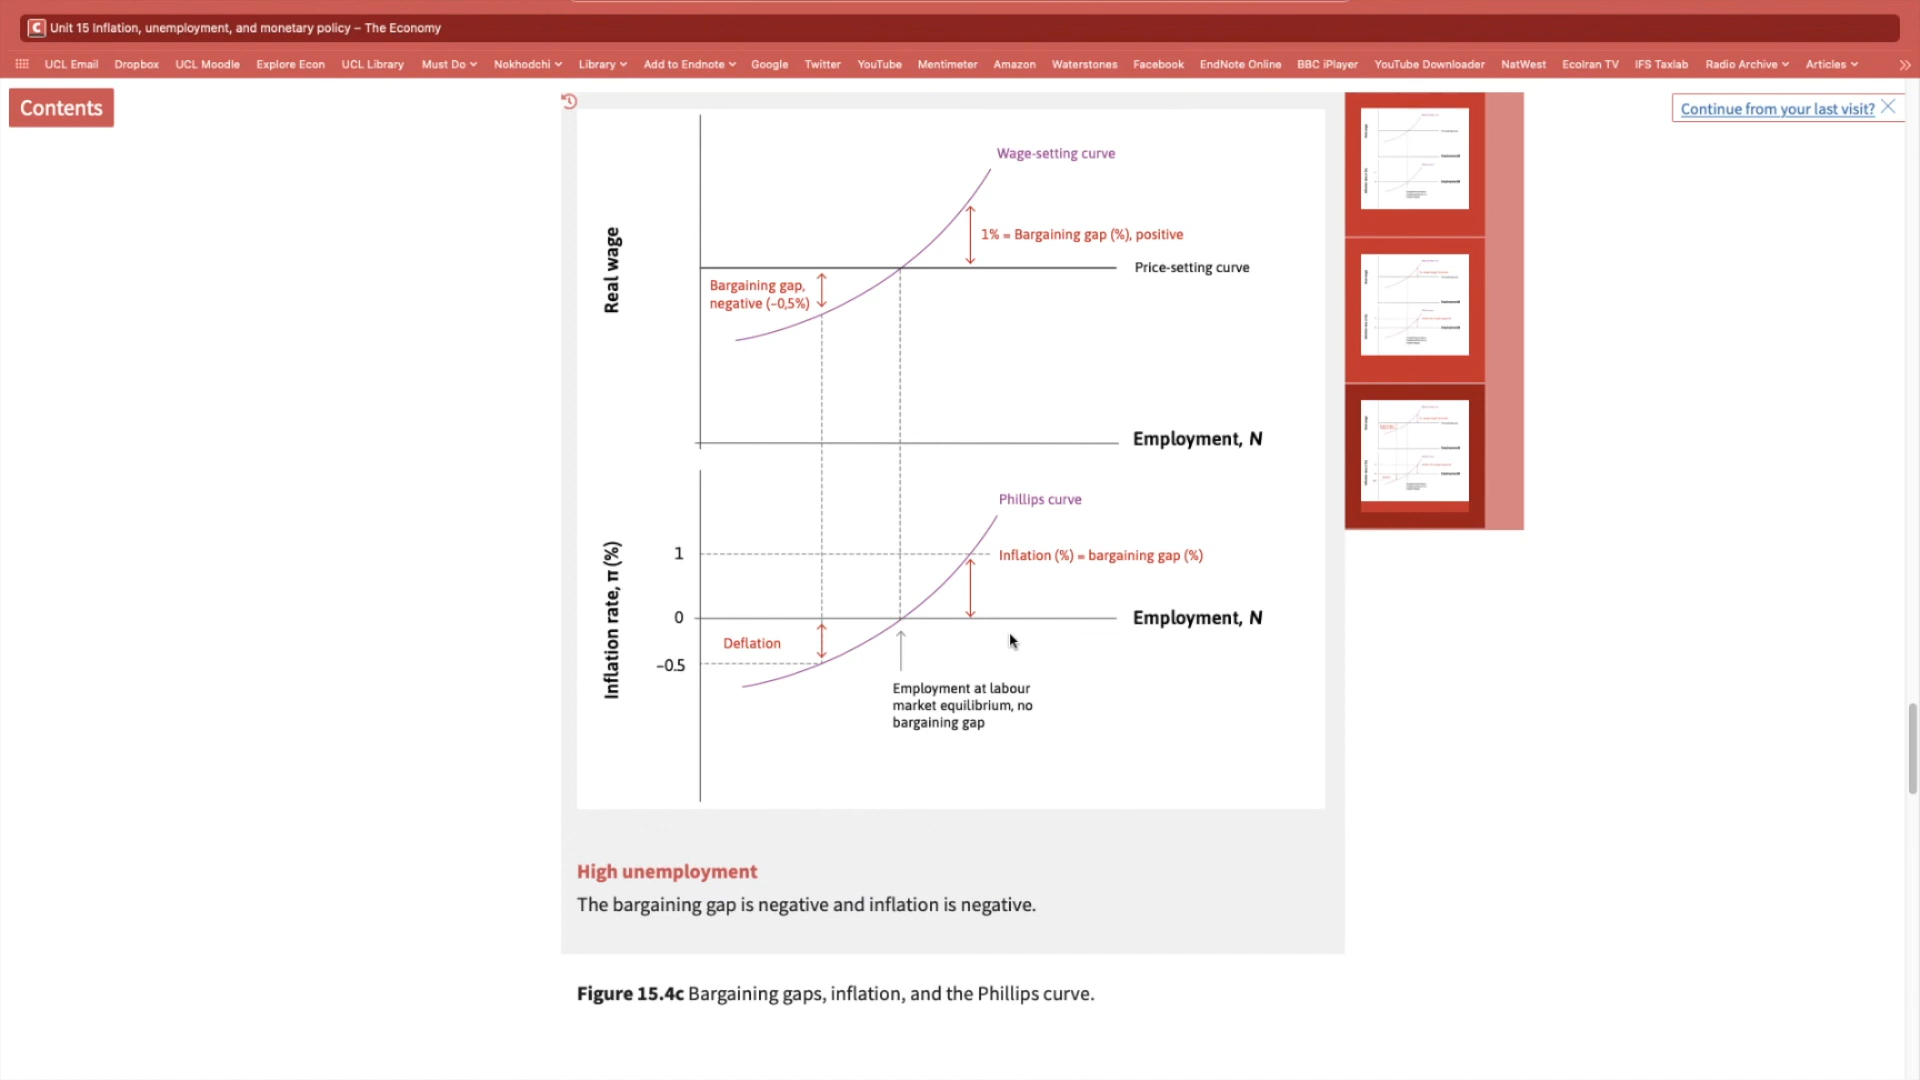 Unit 15 Inflation, unemployment, and monetary policy – The Economy
UCL Email Dropbox UCL Moodle Explore Econ UCL Library Must Do Nokhodchi Library Add to Endnote Google Twitter YouTube Mentimeter Amazon Waterstones Facebook EndNote Online BBC iPlayer YouTube Downloader NatWest EcoIran TV IFS Taxlab Radio Archive Articles
Contents
Continue from your last visit?
Wage-setting curve
1% = Bargaining gap (%), positive
Real wage
Price-setting curve
Bargaining gap,
negative (–0,5%)
Employment, N
Phillips curve
Inflation rate, π (%)
1
Inflation (%) = bargaining gap (%)
0
Employment, N
Deflation
–0.5
Employment at labour
market equilibrium, no
bargaining gap
High unemployment
The bargaining gap is negative and inflation is negative.
Figure 15.4c Bargaining gaps, inflation, and the Phillips curve.